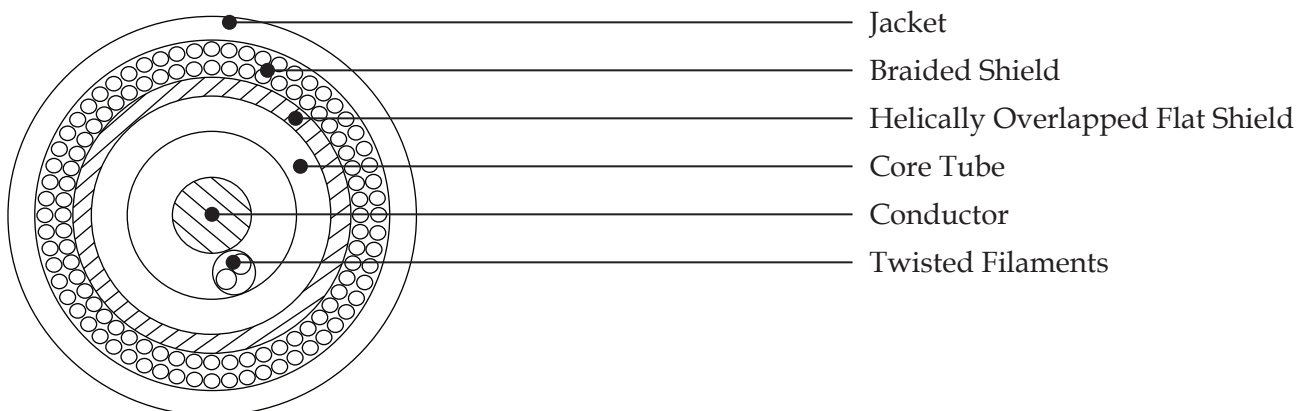 Jacket
Braided Shield
Helically Overlapped Flat Shield
Core Tube
Conductor
Twisted Filaments